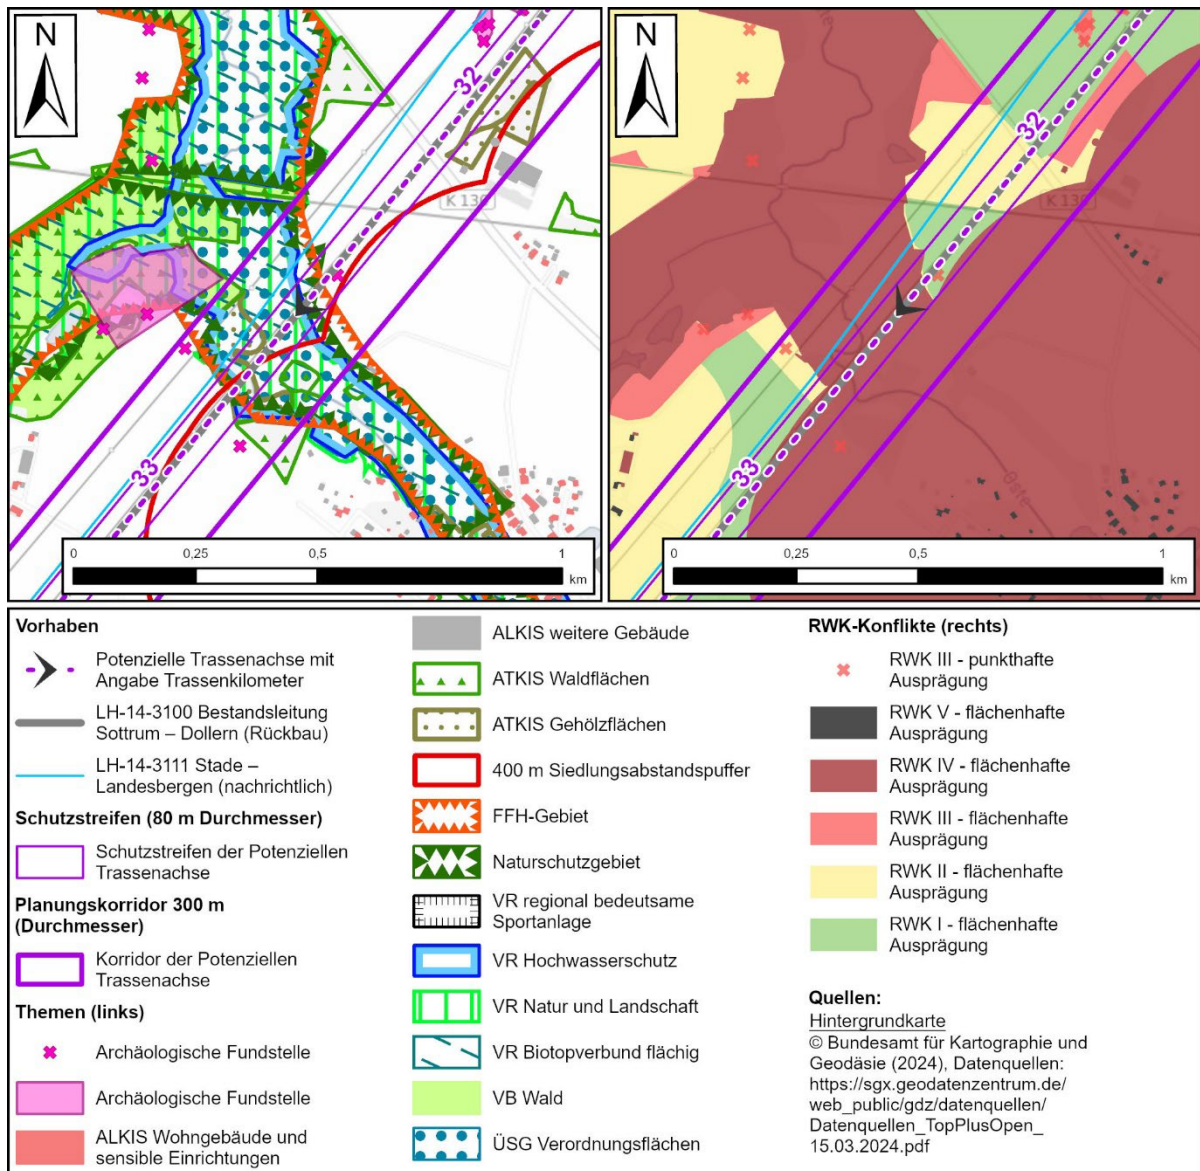 N
32
K 13
33
0
0,25
0,5
1
km
N
32
K 13
33
Oste
0
0,25
0,5
1
km
Vorhaben
Potenzielle Trassenachse mit
Angabe Trassenkilometer
LH-14-3100 Bestandsleitung
Sottrum – Dollern (Rückbau)
LH-14-3111 Stade –
Landesbergen (nachrichtlich)
Schutzstreifen (80 m Durchmesser)
Schutzstreifen der Potenziellen
Trassenachse
Planungskorridor 300 m
(Durchmesser)
Korridor der Potenziellen
Trassenachse
Themen (links)
Archäologische Fundstelle
Archäologische Fundstelle
ALKIS Wohngebäude und
sensible Einrichtungen
ALKIS weitere Gebäude
ATKIS Waldflächen
ATKIS Gehölzflächen
400 m Siedlungsabstandspuffer
FFH-Gebiet
Naturschutzgebiet
VR regional bedeutsame
Sportanlage
VR Hochwasserschutz
VR Natur und Landschaft
VR Biotopverbund flächig
VB Wald
ÜSG Verordnungsflächen
RWK-Konflikte (rechts)
RWK III - punkthafte
Ausprägung
RWK V - flächenhafte
Ausprägung
RWK IV - flächenhafte
Ausprägung
RWK III - flächenhafte
Ausprägung
RWK II - flächenhafte
Ausprägung
RWK I - flächenhafte
Ausprägung
Quellen:
Hintergrundkarte
© Bundesamt für Kartographie und
Geodäsie (2024), Datenquellen:
https://sgx.geodatenzentrum.de/
web_public/gdz/datenquellen/
Datenquellen_TopPlusOpen_
15.03.2024.pdf